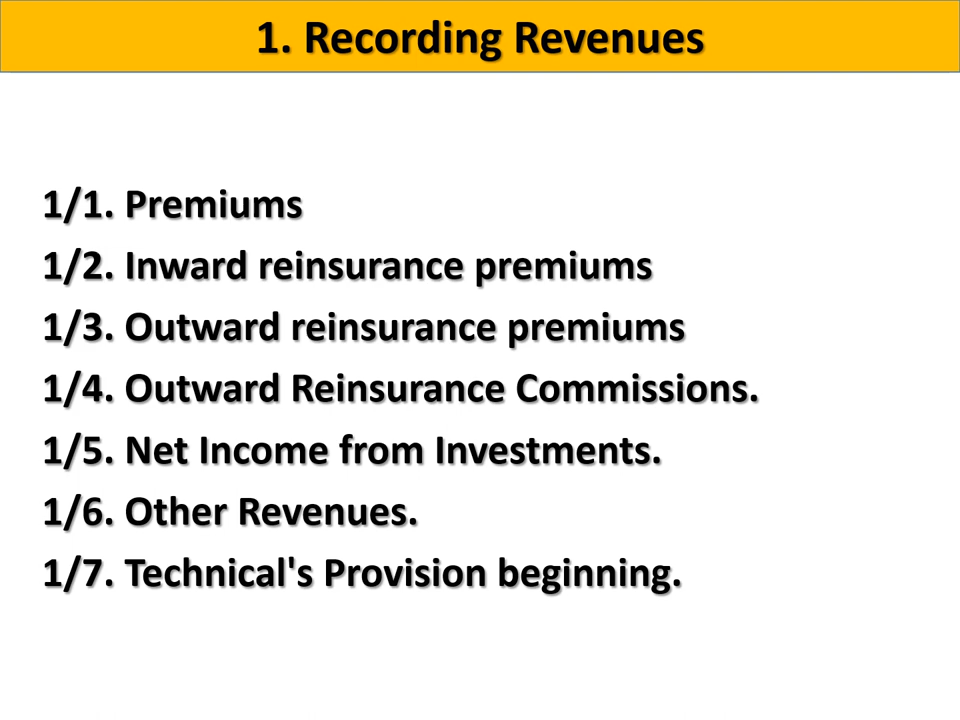 1. Recording Revenues
1/1. Premiums
1/2. Inward reinsurance premiums
1/3. Outward reinsurance premiums
1/4. Outward Reinsurance Commissions.
1/5. Net Income from Investments.
1/6. Other Revenues.
1/7. Technical's Provision beginning.